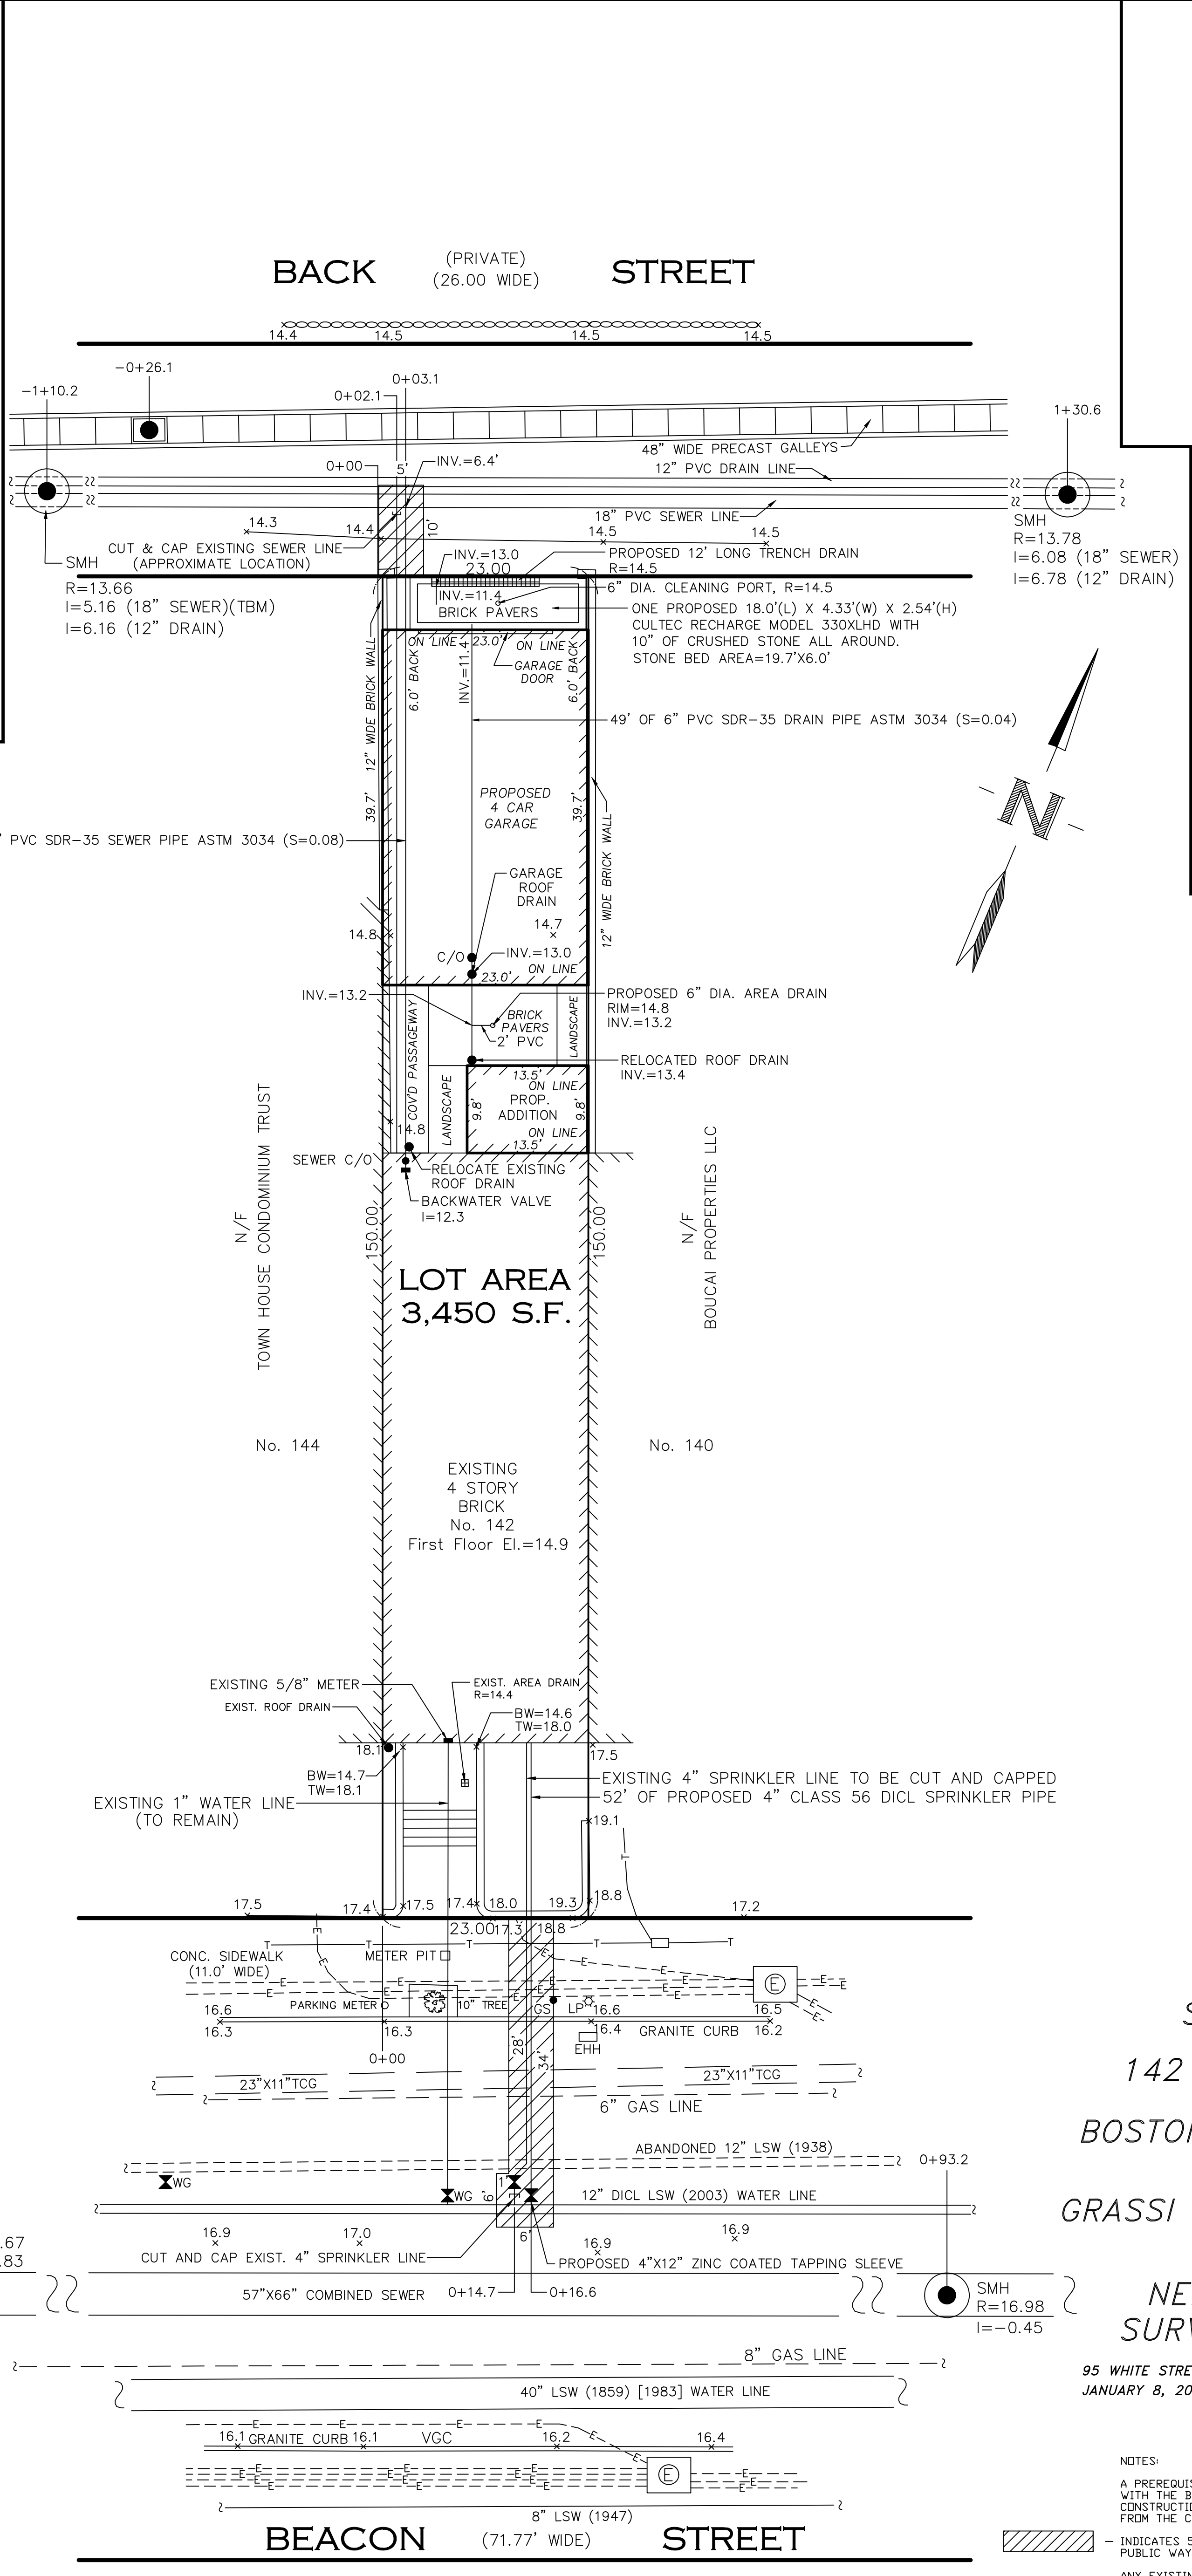 BACK (PRIVATE) STREET
(26.00 WIDE)
14.4 14.5 14.5 14.5
-0+26.1
-1+10.2
0+03.1
0+02.1
1+30.6
48" WIDE PRECAST GALLEYS
INV.=6.4'
0+00
5'
12" PVC DRAIN LINE
18" PVC SEWER LINE
14.3
14.4
10'
14.5
14.5
CUT & CAP EXISTING SEWER LINE
(APPROXIMATE LOCATION)
SMH
R=13.66
I=5.16 (18" SEWER)(TBM)
I=6.16 (12" DRAIN)
SMH
R=13.78
I=6.08 (18" SEWER)
I=6.78 (12" DRAIN)
INV.=13.0
23.00
PROPOSED 12' LONG TRENCH DRAIN
R=14.5
6" DIA. CLEANING PORT, R=14.5
INV.=11.4
BRICK PAVERS
ONE PROPOSED 18.0'(L) X 4.33'(W) X 2.54'(H)
CULTEC RECHARGE MODEL 330XLHD WITH
10" OF CRUSHED STONE ALL AROUND.
STONE BED AREA=19.7'X6.0'
ON LINE
23.0'
ON LINE
GARAGE
DOOR
6.0' BACK
INV.=11.4
6.0' BACK
12" WIDE BRICK WALL
49' OF 6" PVC SDR-35 DRAIN PIPE ASTM 3034 (S=0.04)
39.7'
PROPOSED
4 CAR
GARAGE
39.7'
N
' PVC SDR-35 SEWER PIPE ASTM 3034 (S=0.08)
12" WIDE BRICK WALL
GARAGE
ROOF
DRAIN
14.8
14.7
C/O
INV.=13.0
23.0'
ON LINE
INV.=13.2
PROPOSED 6" DIA. AREA DRAIN
RIM=14.8
INV.=13.2
BRICK
PAVERS
2' PVC
LANDSCAPE
COV'D PASSAGEWAY
RELOCATED ROOF DRAIN
INV.=13.4
LANDSCAPE
13.5'
ON LINE
9.8'
PROP.
ADDITION
9.8'
ON LINE
13.5'
14.8
SEWER C/O
RELOCATE EXISTING
ROOF DRAIN
BACKWATER VALVE
I=12.3
N/F
TOWN HOUSE CONDOMINIUM TRUST
150.00
150.00
N/F
BOUCAI PROPERTIES LLC
LOT AREA
3,450 S.F.
No. 144
No. 140
EXISTING
4 STORY
BRICK
No. 142
First Floor El.=14.9
EXISTING 5/8" METER
EXIST. AREA DRAIN
R=14.4
EXIST. ROOF DRAIN
BW=14.6
TW=18.0
18.1
17.5
BW=14.7
TW=18.1
EXISTING 4" SPRINKLER LINE TO BE CUT AND CAPPED
52' OF PROPOSED 4" CLASS 56 DICL SPRINKLER PIPE
EXISTING 1" WATER LINE
(TO REMAIN)
19.1
T
17.5 17.4 17.5 17.4 18.0 19.3 18.8 17.2
23.00 17.3 18.8
T T T T T
CONC. SIDEWALK
(11.0' WIDE)
METER PIT
E E E E
PARKING METER
10" TREE
GS
LP
E
16.6
16.6
16.5
16.3
16.3
16.4
GRANITE CURB
16.2
EHH
0+00
28'
34'
23"X11"TCG
23"X11"TCG
6" GAS LINE
ABANDONED 12" LSW (1938)
0+93.2
WG
WG
6'
1'
12" DICL LSW (2003) WATER LINE
6'
16.9
17.0
16.9
16.9
CUT AND CAP EXIST. 4" SPRINKLER LINE
PROPOSED 4"X12" ZINC COATED TAPPING SLEEVE
.67
.83
57"X66" COMBINED SEWER
0+14.7
0+16.6
SMH
R=16.98
I=-0.45
8" GAS LINE
40" LSW (1859) [1983] WATER LINE
E E E E E
16.1 GRANITE CURB 16.1 VGC 16.2 16.4
E
8" LSW (1947)
BEACON (71.77' WIDE) STREET
S
142
BOSTON
GRASSI
NE
SURV
95 WHITE STRE
JANUARY 8, 20
NOTES:
A PREREQUIS
WITH THE B
CONSTRUCTIO
FROM THE C
- INDICATES 5
PUBLIC WAY
ANY EXISTIN